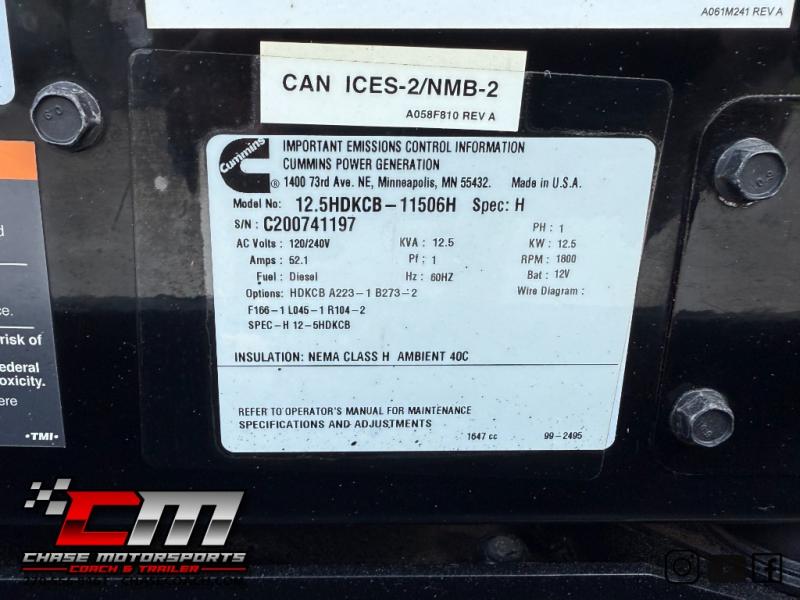 A061M241 REV A
CAN ICES-2/NMB-2
A058F810 REV A
Cummins
®
IMPORTANT EMISSIONS CONTROL INFORMATION
CUMMINS POWER GENERATION
1400 73rd Ave. NE, Minneapolis, MN 55432. Made in U.S.A.
Model No: 12.5HDKCB-11506H Spec: H
S/N: C200741197 PH: 1
AC Volts: 120/240V KVA: 12.5 KW: 12.5
Amps: 52.1 Pf: 1 RPM: 1800
Fuel: Diesel Hz: 60HZ Bat: 12V
Options: HDKCB A223-1 B273-2 Wire Diagram:
F166-1 L045-1 R104-2
SPEC-H 12-5HDKCB
INSULATION: NEMA CLASS H AMBIENT 40C
REFER TO OPERATOR'S MANUAL FOR MAINTENANCE
SPECIFICATIONS AND ADJUSTMENTS
1647 cc 99-2495
risk of
ederal
oxicity.
ere
•TMI•
CM
CHASE MOTORSPORTS
COACH & TRAILER